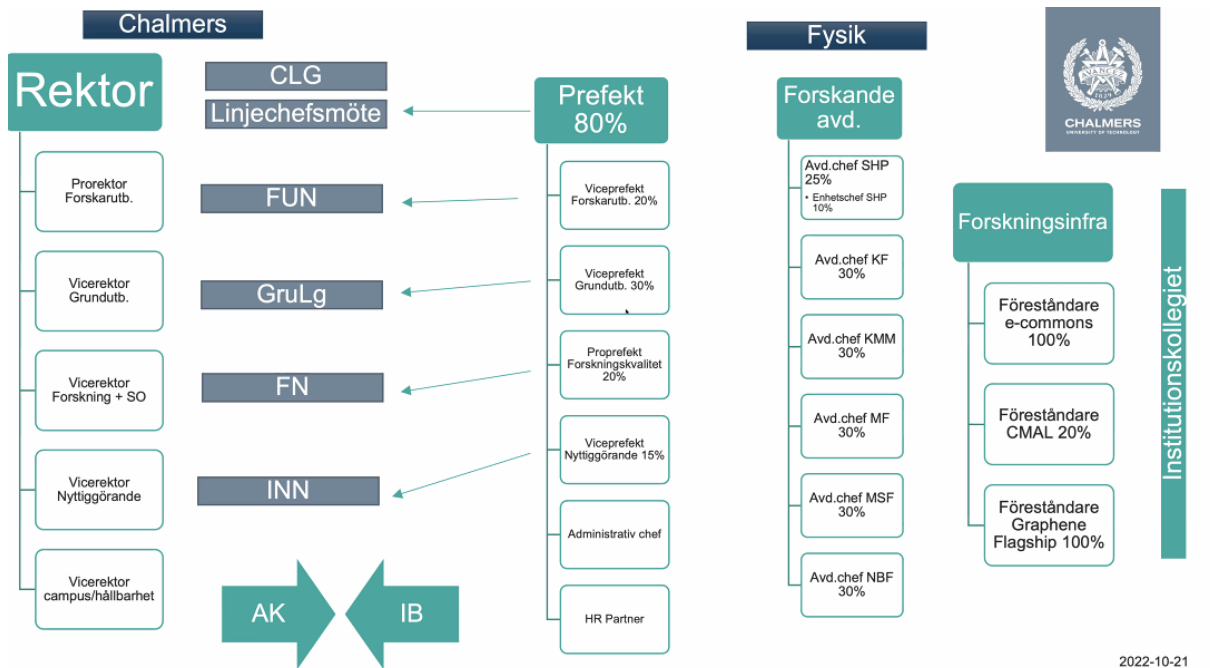 Chalmers
Fysik
Rektor
Prorektor
Forskarutb.
Vicerektor
Grundutb.
Vicerektor
Forskning + SO
Vicerektor
Nyttiggörande
Vicerektor
campus/hållbarhet
CLG
Linjechefsmöte
FUN
GruLg
FN
INN
AK
IB
Prefekt
80%
Viceprefekt
Forskarutb. 20%
Viceprefekt
Grundutb. 30%
Proprefekt
Forskningskvalitet
20%
Viceprefekt
Nyttiggörande 15%
Administrativ chef
HR Partner
Forskande
avd.
Avd.chef SHP
25%
• Enhetschef SHP
10%
Avd.chef KF
30%
Avd.chef KMM
30%
Avd.chef MF
30%
Avd.chef MSF
30%
Avd.chef NBF
30%
AVANCEZ
1829
CHALMERS
UNIVERSITY OF TECHNOLOGY
Forskningsinfra
Föreståndare
e-commons
100%
Föreståndare
CMAL 20%
Föreståndare
Graphene
Flagship 100%
Institutionskollegiet
2022-10-21